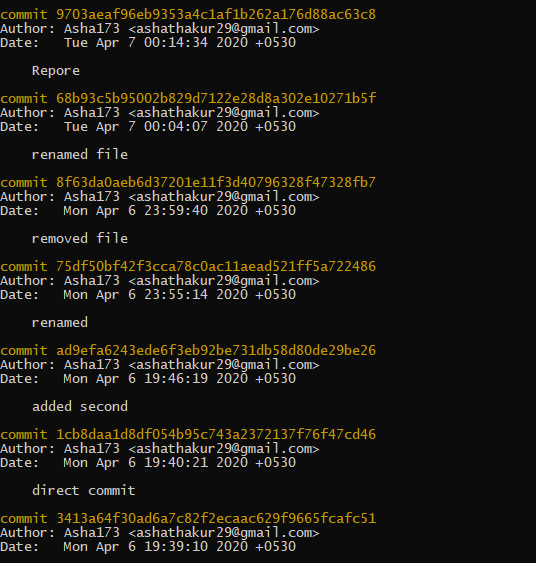 commit 9703aeaf96eb9353a4c1af1b262a176d88ac63c8
Author: Asha173 <ashathakur29@gmail.com>
Date:   Tue Apr 7 00:14:34 2020 +0530
    Repore
commit 68b93c5b95002b829d7122e28d8a302e10271b5f
Author: Asha173 <ashathakur29@gmail.com>
Date:   Tue Apr 7 00:04:07 2020 +0530
    renamed file
commit 8f63da0aeb6d37201e11f3d40796328f47328fb7
Author: Asha173 <ashathakur29@gmail.com>
Date:   Mon Apr 6 23:59:40 2020 +0530
    removed file
commit 75df50bf42f3cca78c0ac11aead521ff5a722486
Author: Asha173 <ashathakur29@gmail.com>
Date:   Mon Apr 6 23:55:14 2020 +0530
    renamed
commit ad9efa6243ede6f3eb92be731db58d80de29be26
Author: Asha173 <ashathakur29@gmail.com>
Date:   Mon Apr 6 19:46:19 2020 +0530
    added second
commit 1cb8daa1d8df054b95c743a2372137f76f47cd46
Author: Asha173 <ashathakur29@gmail.com>
Date:   Mon Apr 6 19:40:21 2020 +0530
    direct commit
commit 3413a64f30ad6a7c82f2ecaac629f9665fcafc51
Author: Asha173 <ashathakur29@gmail.com>
Date:   Mon Apr 6 19:39:10 2020 +0530